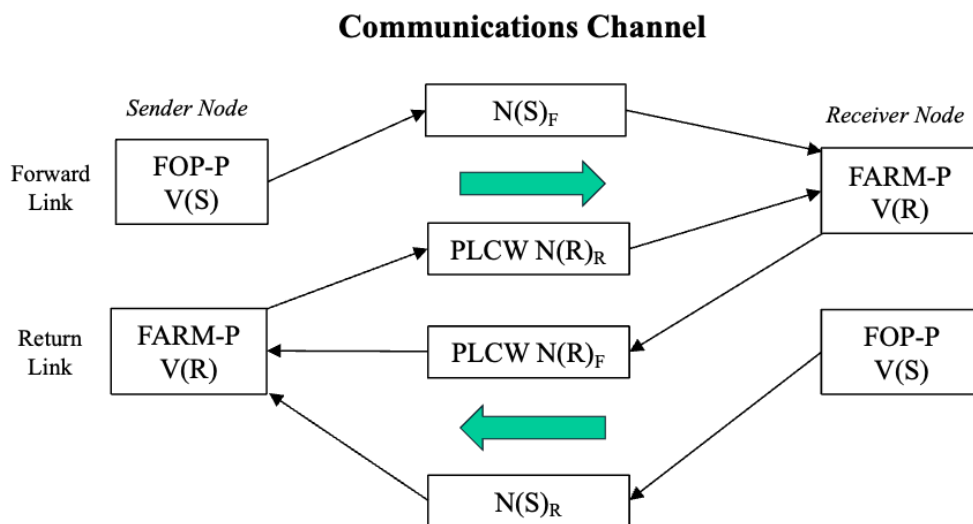 Communications Channel
Sender Node
N(S)F
Receiver Node
Forward
Link
FOP-P
V(S)
FARM-P
V(R)
PLCW N(R)R
Return
Link
FARM-P
V(R)
PLCW N(R)F
FOP-P
V(S)
N(S)R